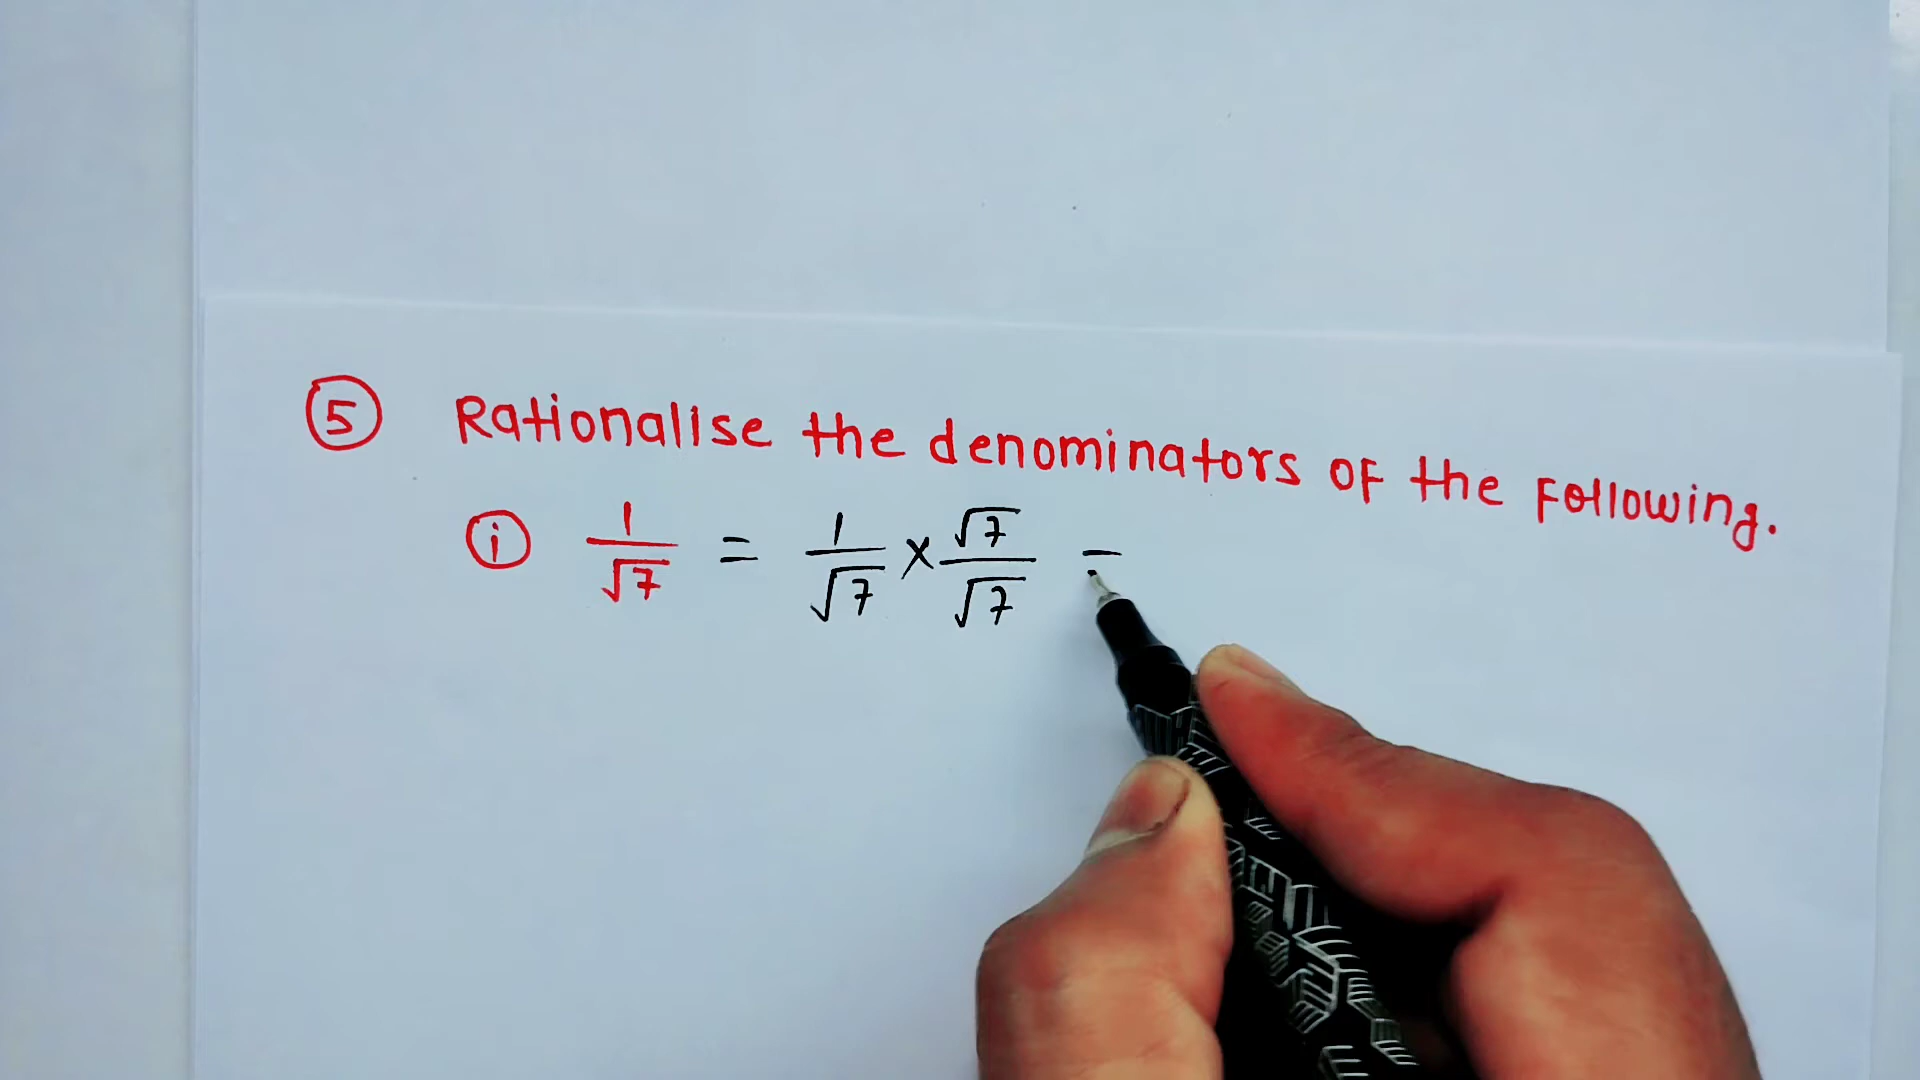 5 Rationalise the denominators of the following.
i 1/√7 = 1/√7 × √7/√7 =